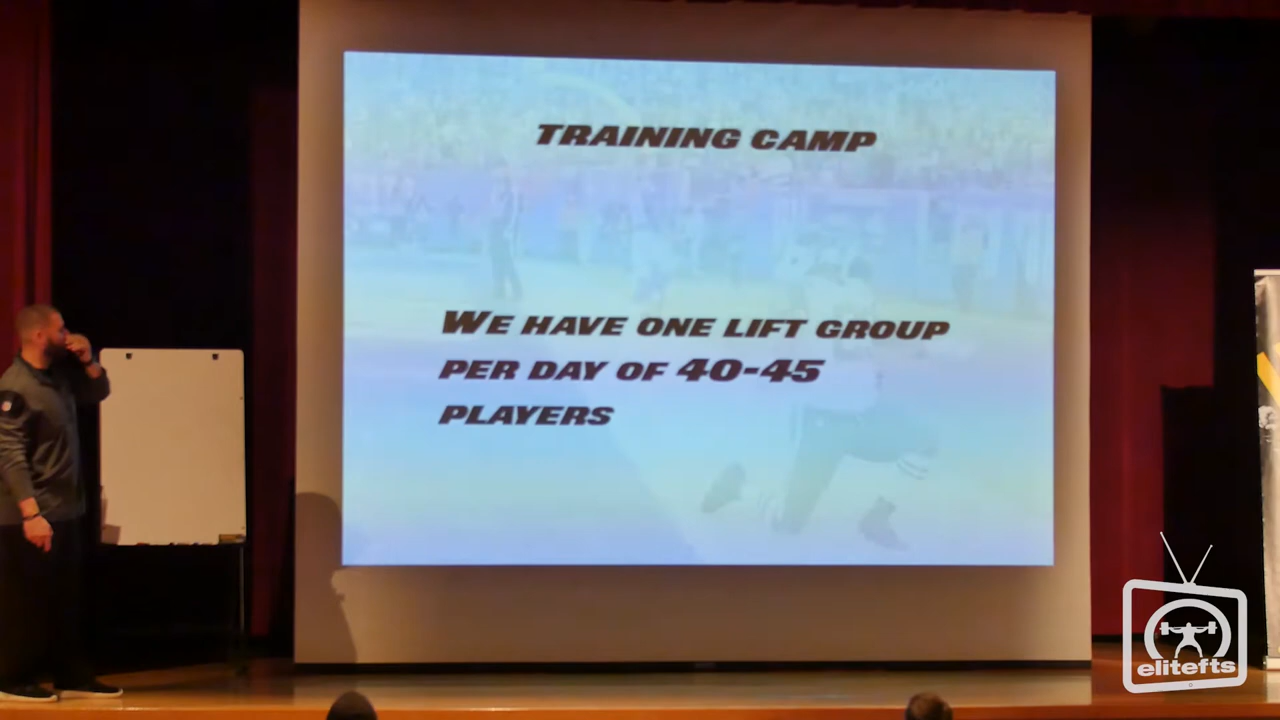 TRAINING CAMP
WE HAVE ONE LIFT GROUP
PER DAY OF 40-45
PLAYERS
elitefts